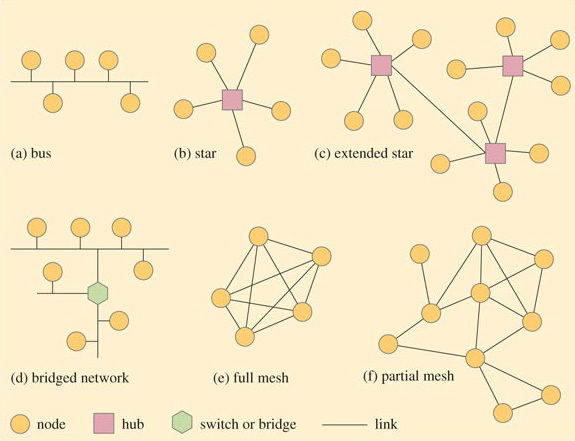 (a) bus
(b) star
(c) extended star
(d) bridged network
(e) full mesh
(f) partial mesh
node
hub
switch or bridge
link